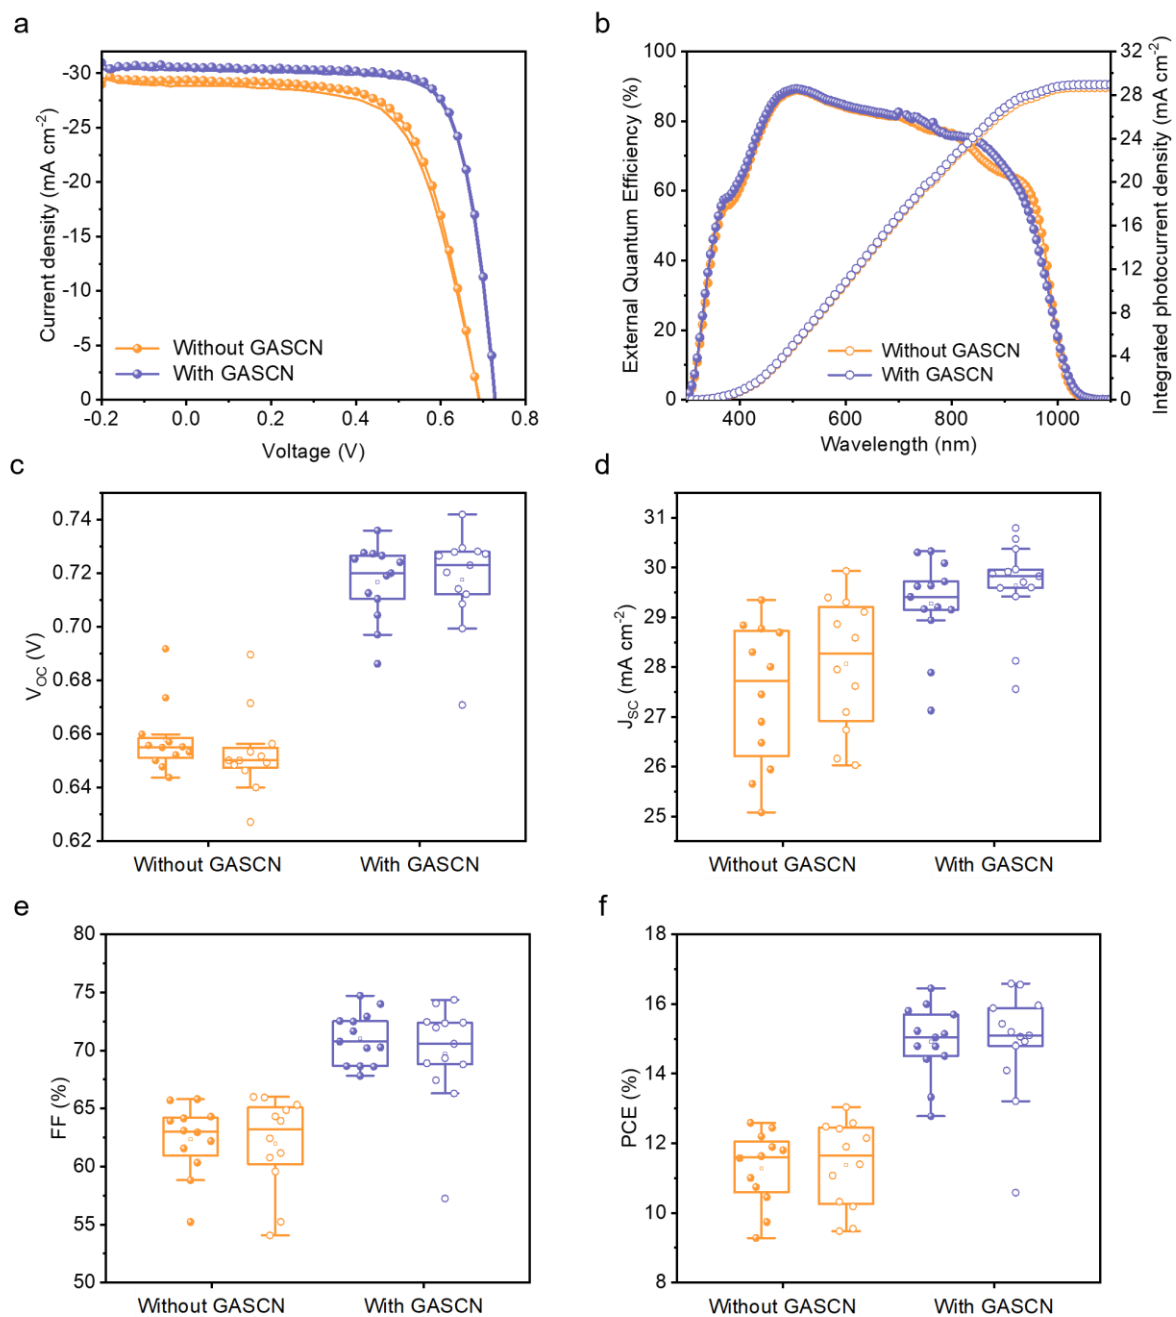 a
-30
-25
-20
-15
-10
-5
0
-0.2
0.0
0.2
0.4
0.6
0.8
Current density (mA cm⁻²)
Voltage (V)
Without GASCN
With GASCN
b
100
80
60
40
20
0
400
600
800
1000
32
28
24
20
16
12
8
4
0
External Quantum Efficiency (%)
Integrated photocurrent density (mA cm⁻²)
Wavelength (nm)
Without GASCN
With GASCN
c
0.74
0.72
0.70
0.68
0.66
0.64
0.62
V_OC (V)
Without GASCN
With GASCN
d
31
30
29
28
27
26
25
J_SC (mA cm⁻²)
Without GASCN
With GASCN
e
80
75
70
65
60
55
50
FF (%)
Without GASCN
With GASCN
f
18
16
14
12
10
8
PCE (%)
Without GASCN
With GASCN